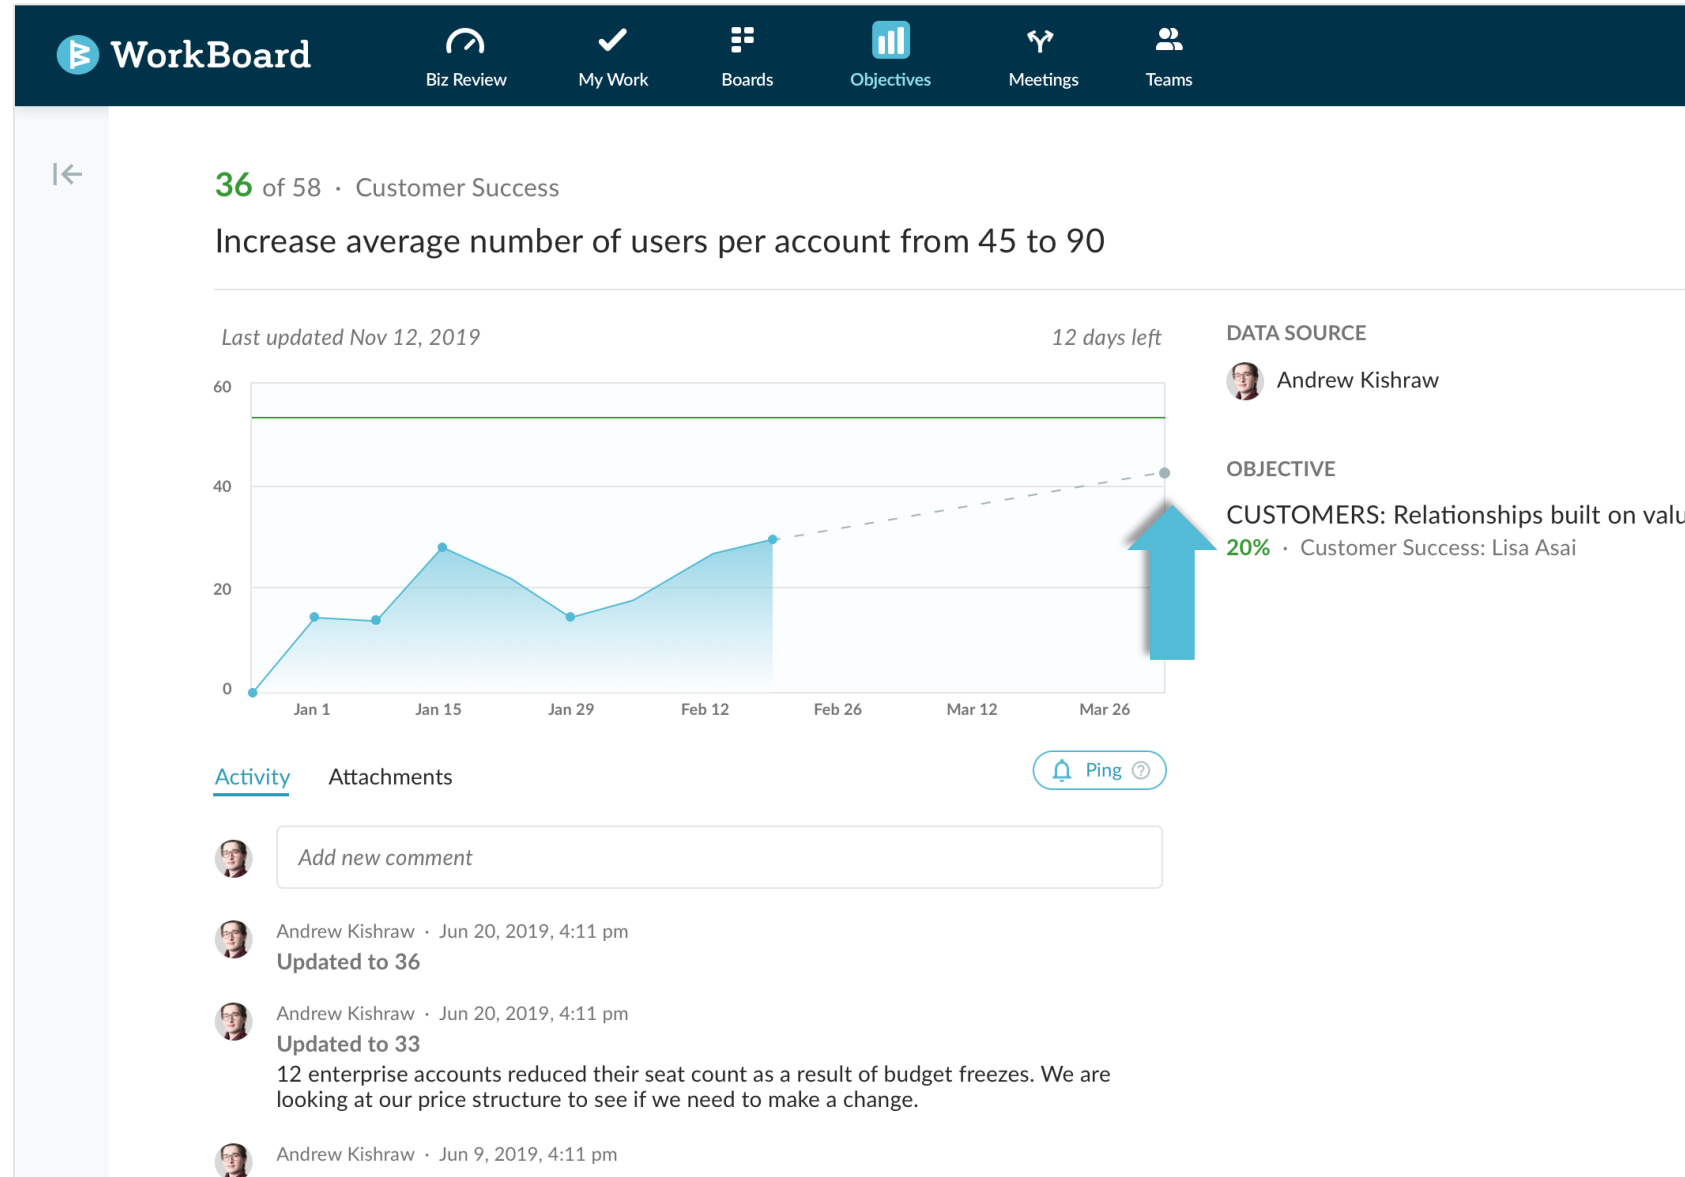 WorkBoard
Biz Review
My Work
Boards
Objectives
Meetings
Teams
36 of 58 · Customer Success
Increase average number of users per account from 45 to 90
Last updated Nov 12, 2019
12 days left
60
40
20
0
Jan 1
Jan 15
Jan 29
Feb 12
Feb 26
Mar 12
Mar 26
DATA SOURCE
Andrew Kishraw
OBJECTIVE
CUSTOMERS: Relationships built on valu
20% · Customer Success: Lisa Asai
Activity
Attachments
Ping ?
Add new comment
Andrew Kishraw · Jun 20, 2019, 4:11 pm
Updated to 36
Andrew Kishraw · Jun 20, 2019, 4:11 pm
Updated to 33
12 enterprise accounts reduced their seat count as a result of budget freezes. We are
looking at our price structure to see if we need to make a change.
Andrew Kishraw · Jun 9, 2019, 4:11 pm